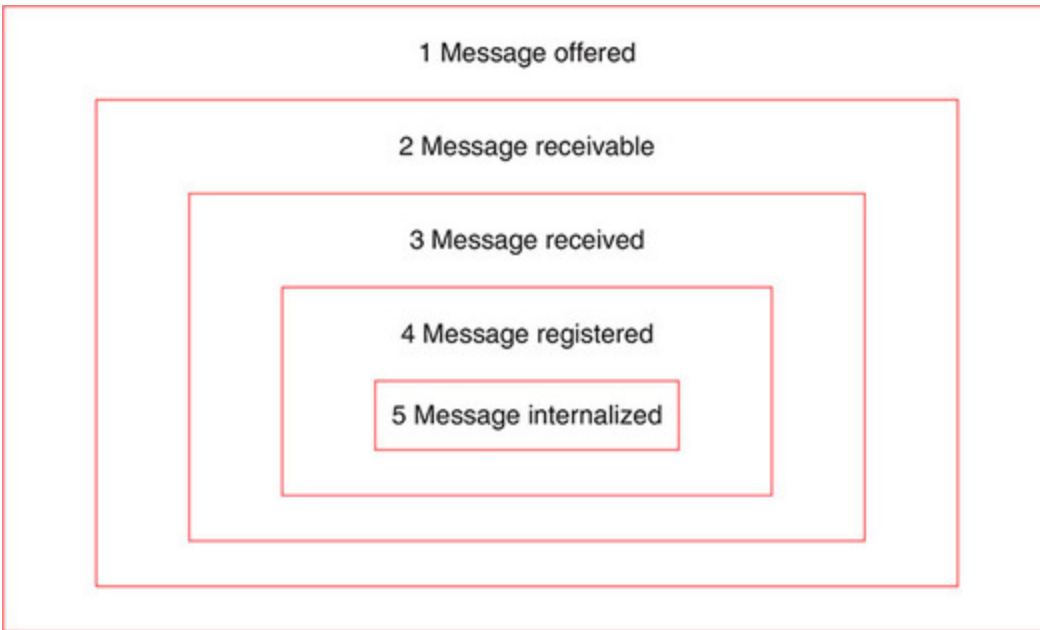 1 Message offered
2 Message receivable
3 Message received
4 Message registered
5 Message internalized